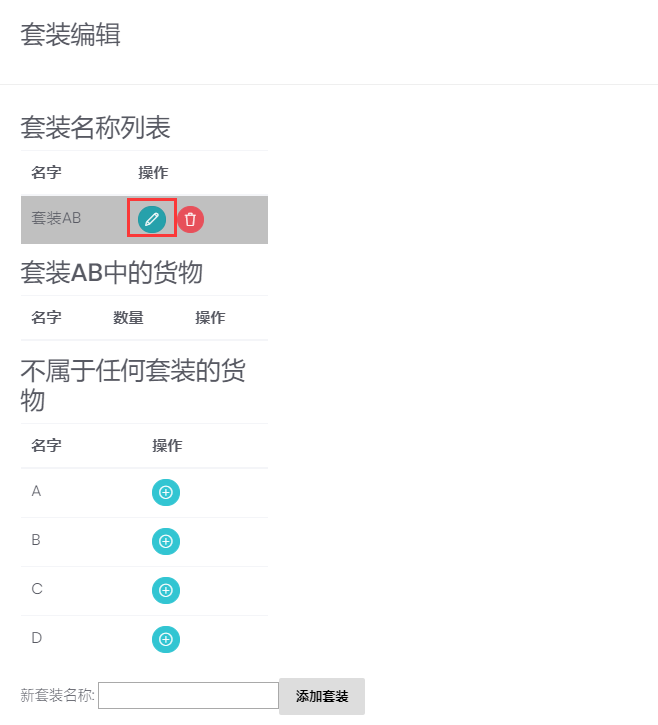 套装编辑
套装名称列表
名字 操作
套装AB
套装AB中的货物
名字 数量 操作
不属于任何套装的货
物
名字 操作
A
B
C
D
新套装名称: 添加套装